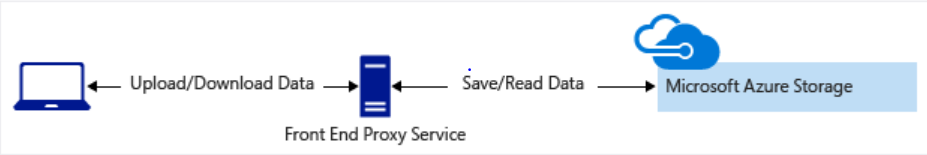 Upload/Download Data
Save/Read Data
Microsoft Azure Storage
Front End Proxy Service